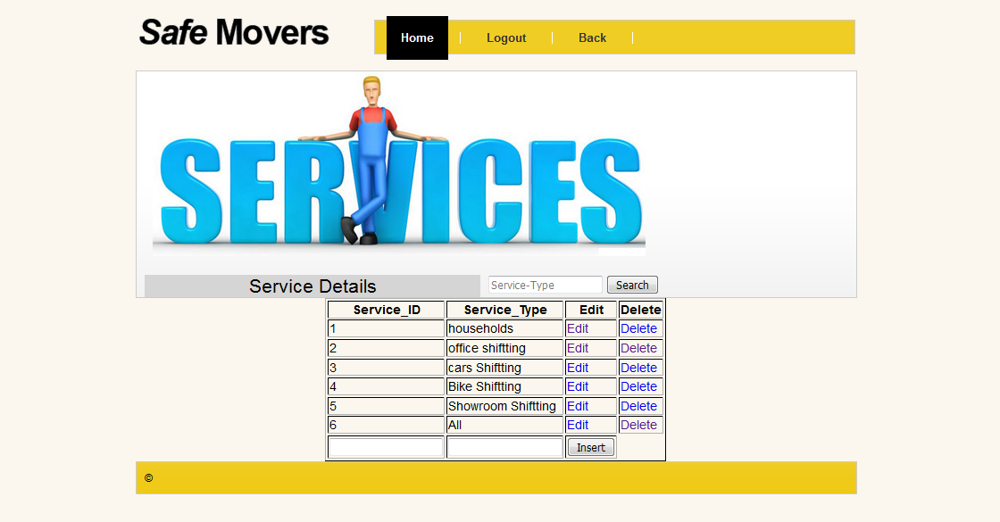 Safe Movers
Home Logout Back
SERVICES
Service Details Service-Type Search
Service_ID Service_Type Edit Delete
1 households Edit Delete
2 office shiftting Edit Delete
3 cars Shiftting Edit Delete
4 Bike Shiftting Edit Delete
5 Showroom Shiftting Edit Delete
6 All Edit Delete
Insert
©